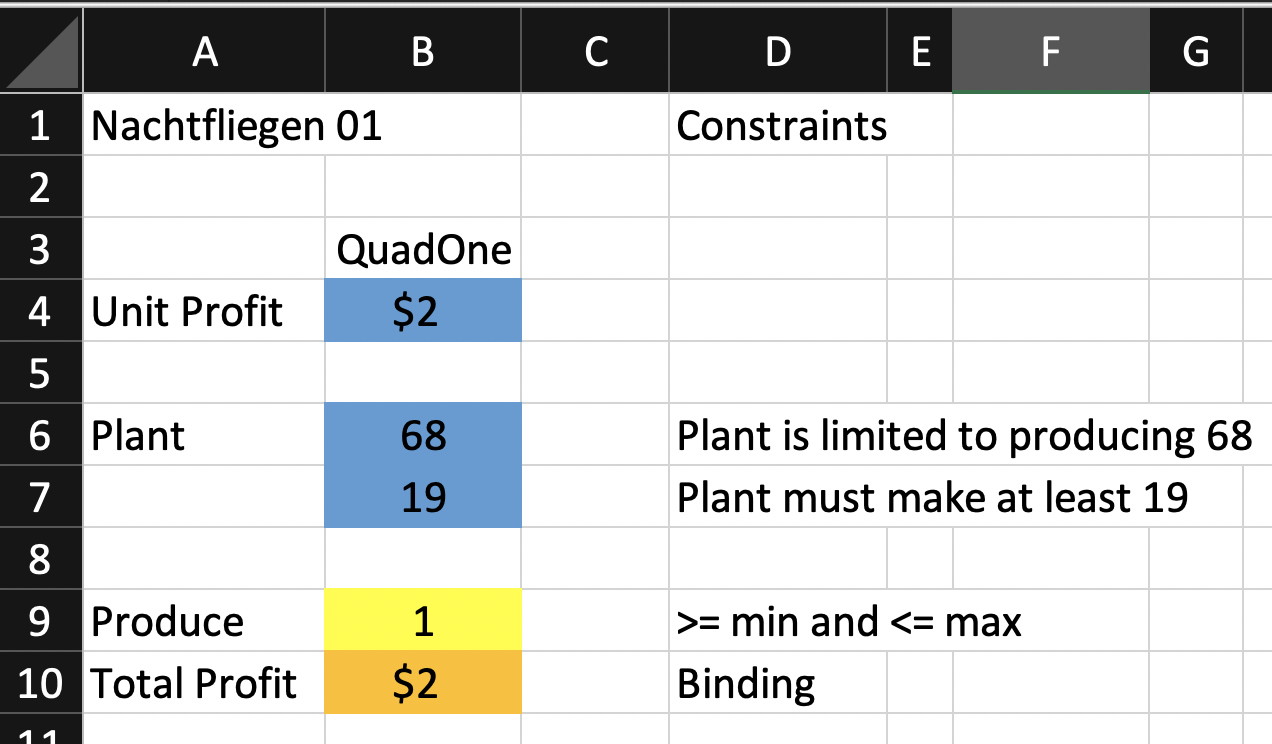 A B C D E F G
1 Nachtfliegen 01 Constraints
2
3 QuadOne
4 Unit Profit $2
5
6 Plant 68 Plant is limited to producing 68
7 19 Plant must make at least 19
8
9 Produce 1 >= min and <= max
10 Total Profit $2 Binding
11